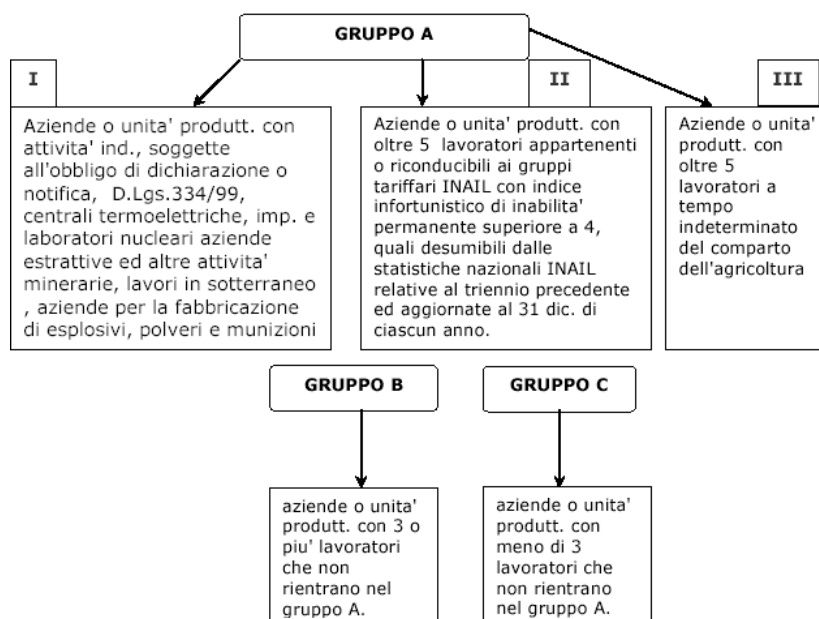 GRUPPO A
I
Aziende o unita' produtt. con
attivita' ind., soggette
all'obbligo di dichiarazione o
notifica, D.Lgs.334/99,
centrali termoelettriche, imp. e
laboratori nucleari aziende
estrattive ed altre attivita'
minerarie, lavori in sotterraneo
, aziende per la fabbricazione
di esplosivi, polveri e munizioni
II
Aziende o unita' produtt. con
oltre 5 lavoratori appartenenti
o riconducibili ai gruppi
tariffari INAIL con indice
infortunistico di inabilita'
permanente superiore a 4,
quali desumibili dalle
statistiche nazionali INAIL
relative al triennio precedente
ed aggiornate al 31 dic. di
ciascun anno.
III
Aziende o unita'
produtt. con
oltre 5
lavoratori a
tempo
indeterminato
del comparto
dell'agricoltura
GRUPPO B
aziende o unita'
produtt. con 3 o
piu' lavoratori
che non
rientrano nel
gruppo A.
GRUPPO C
aziende o unita'
produtt. con
meno di 3
lavoratori che
non rientrano
nel gruppo A.